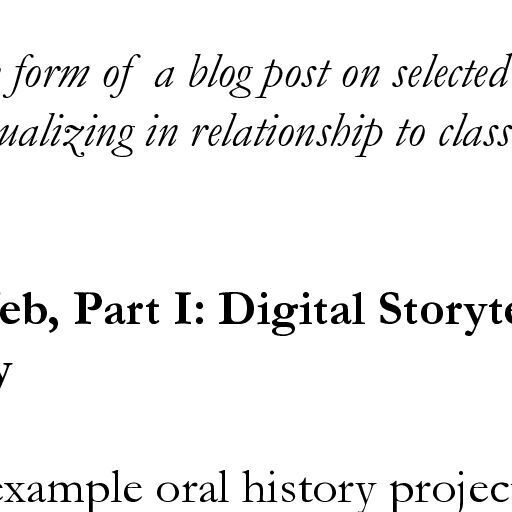 form of a blog post on selected
ualizing in relationship to class
eb, Part I: Digital Storyte
y
example oral history project